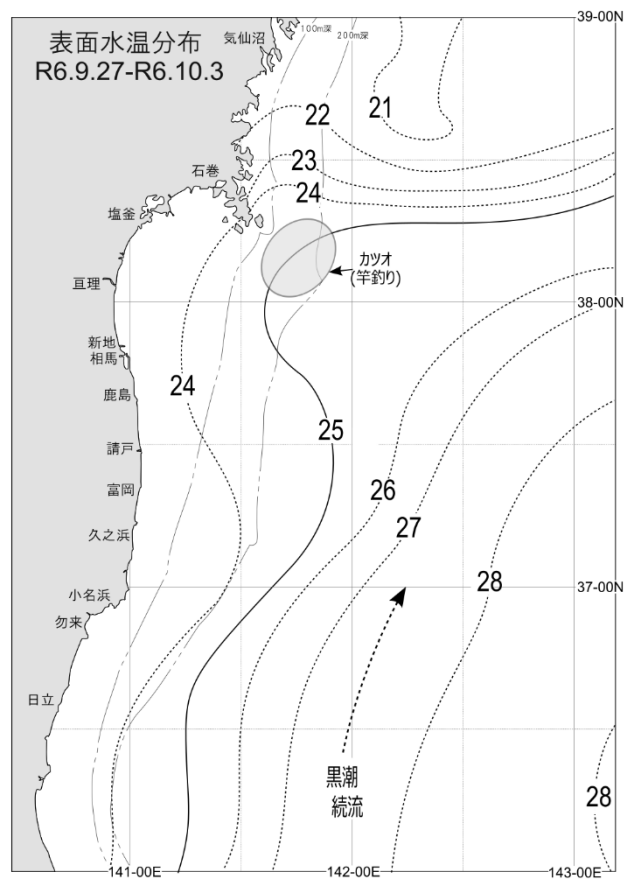 表面水温分布
R6.9.27-R6.10.3
気仙沼
100m深
200m深
39-00N
21
22
石巻
23
24
塩釜
カツオ
(竿釣り)
亘理
38-00N
新地
相馬
24
鹿島
25
請戸
26
富岡
27
久之浜
28
37-00N
小名浜
勿来
日立
黒潮
続流
28
141-00E
142-00E
143-00E